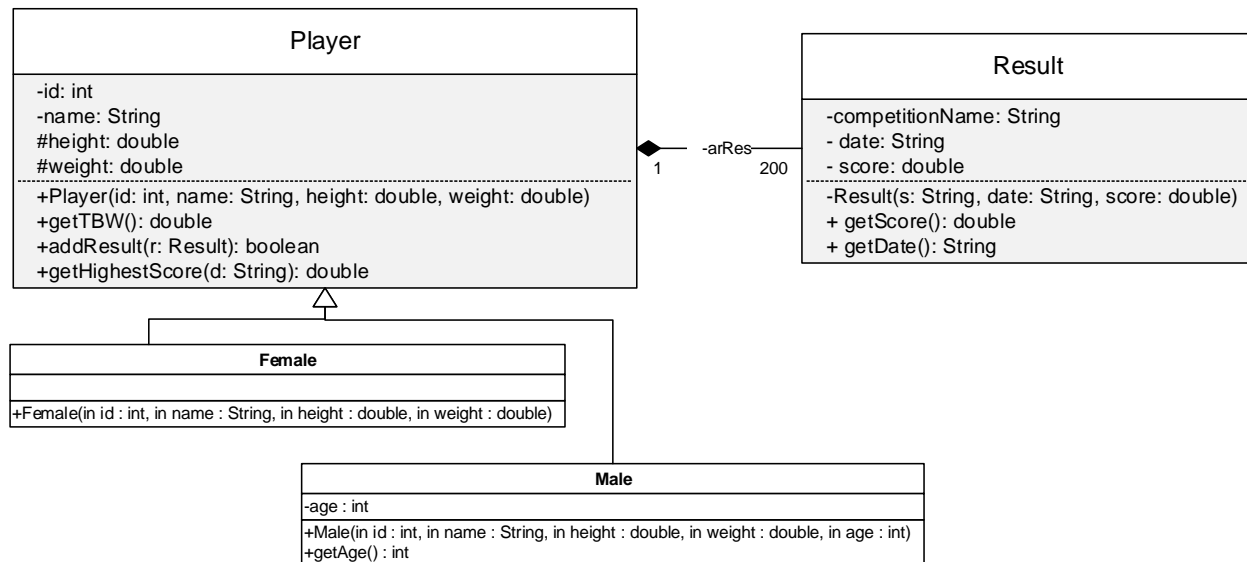 Player
-id: int
-name: String
#height: double
#weight: double
+Player(id: int, name: String, height: double, weight: double)
+getTBW(): double
+addResult(r: Result): boolean
+getHighestScore(d: String): double
-arRes
1
200
Result
-competitionName: String
- date: String
- score: double
-Result(s: String, date: String, score: double)
+ getScore(): double
+ getDate(): String
Female
+Female(in id : int, in name : String, in height : double, in weight : double)
Male
-age : int
+Male(in id : int, in name : String, in height : double, in weight : double, in age : int)
+getAge() : int